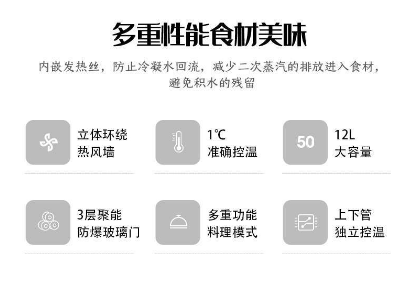 多重性能食材美味
内嵌发热丝，防止冷凝水回流，减少二次蒸汽的排放进入食材，
避免积水的残留
立体环绕
热风墙
1℃
准确控温
50
12L
大容量
3层聚能
防爆玻璃门
多重功能
料理模式
上下管
独立控温